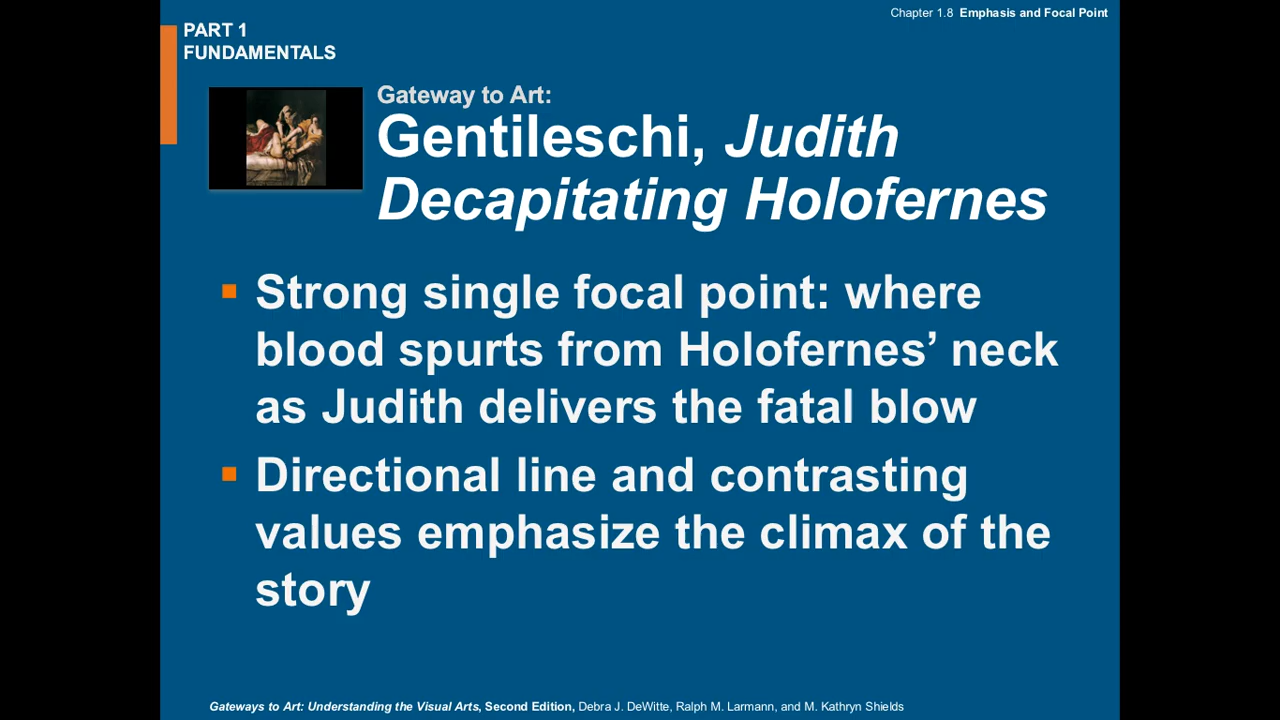 Chapter 1.8 Emphasis and Focal Point
PART 1
FUNDAMENTALS
Gateway to Art:
Gentileschi, Judith
Decapitating Holofernes
Strong single focal point: where
blood spurts from Holofernes’ neck
as Judith delivers the fatal blow
Directional line and contrasting
values emphasize the climax of the
story
Gateways to Art: Understanding the Visual Arts, Second Edition, Debra J. DeWitte, Ralph M. Larmann, and M. Kathryn Shields